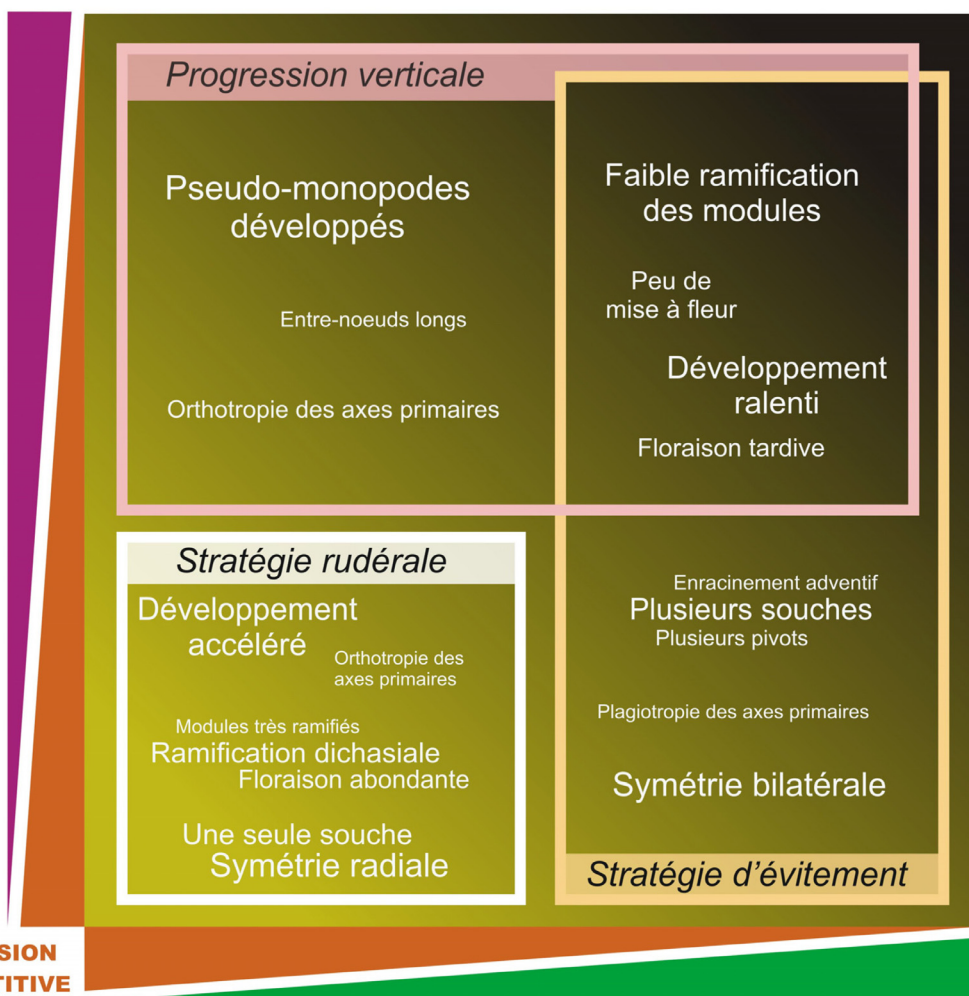 Progression verticale
Pseudo-monopodes
développés
Entre-noeuds longs
Orthotropie des axes primaires
Faible ramification
des modules
Peu de
mise à fleur
Développement
ralenti
Floraison tardive
Stratégie rudérale
Développement
accéléré
Orthotropie des
axes primaires
Modules très ramifiés
Ramification dichasiale
Floraison abondante
Une seule souche
Symétrie radiale
Enracinement adventif
Plusieurs souches
Plusieurs pivots
Plagiotropie des axes primaires
Symétrie bilatérale
Stratégie d'évitement
SION
TITIVE